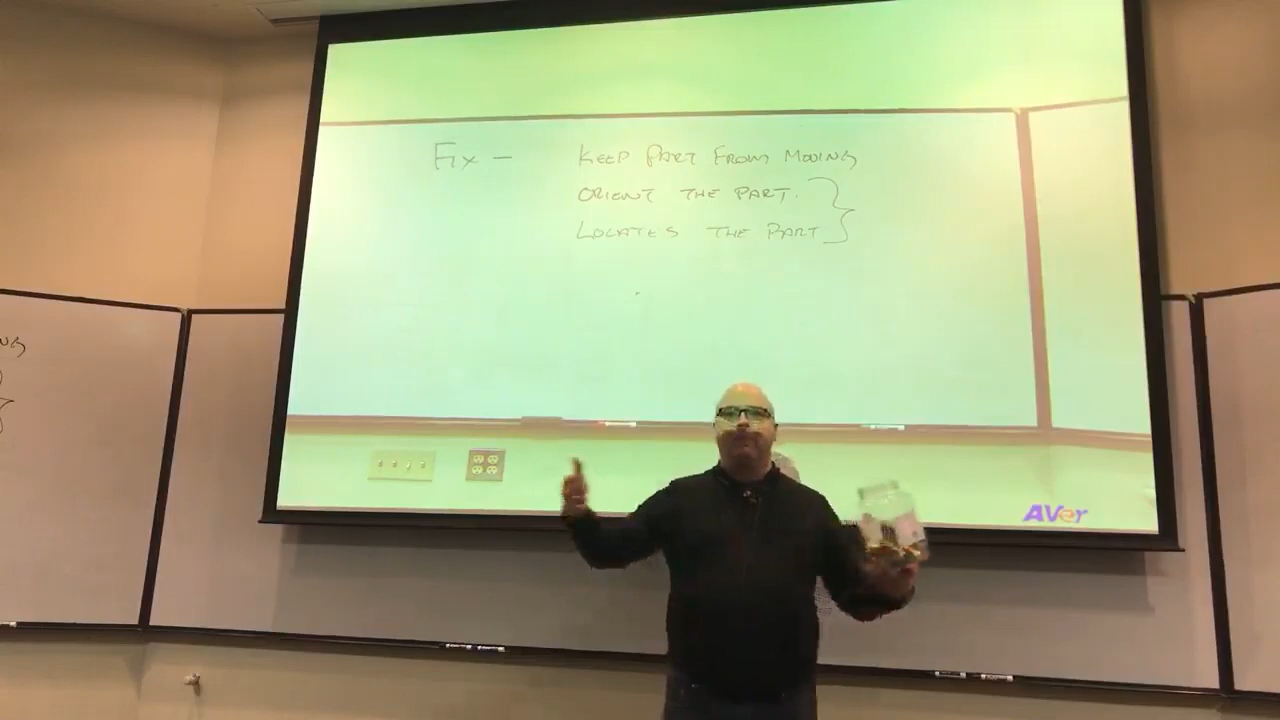 Fix - KEEP PART FROM MOVING
ORIENT THE PART.
LOCATES THE PART
AVer